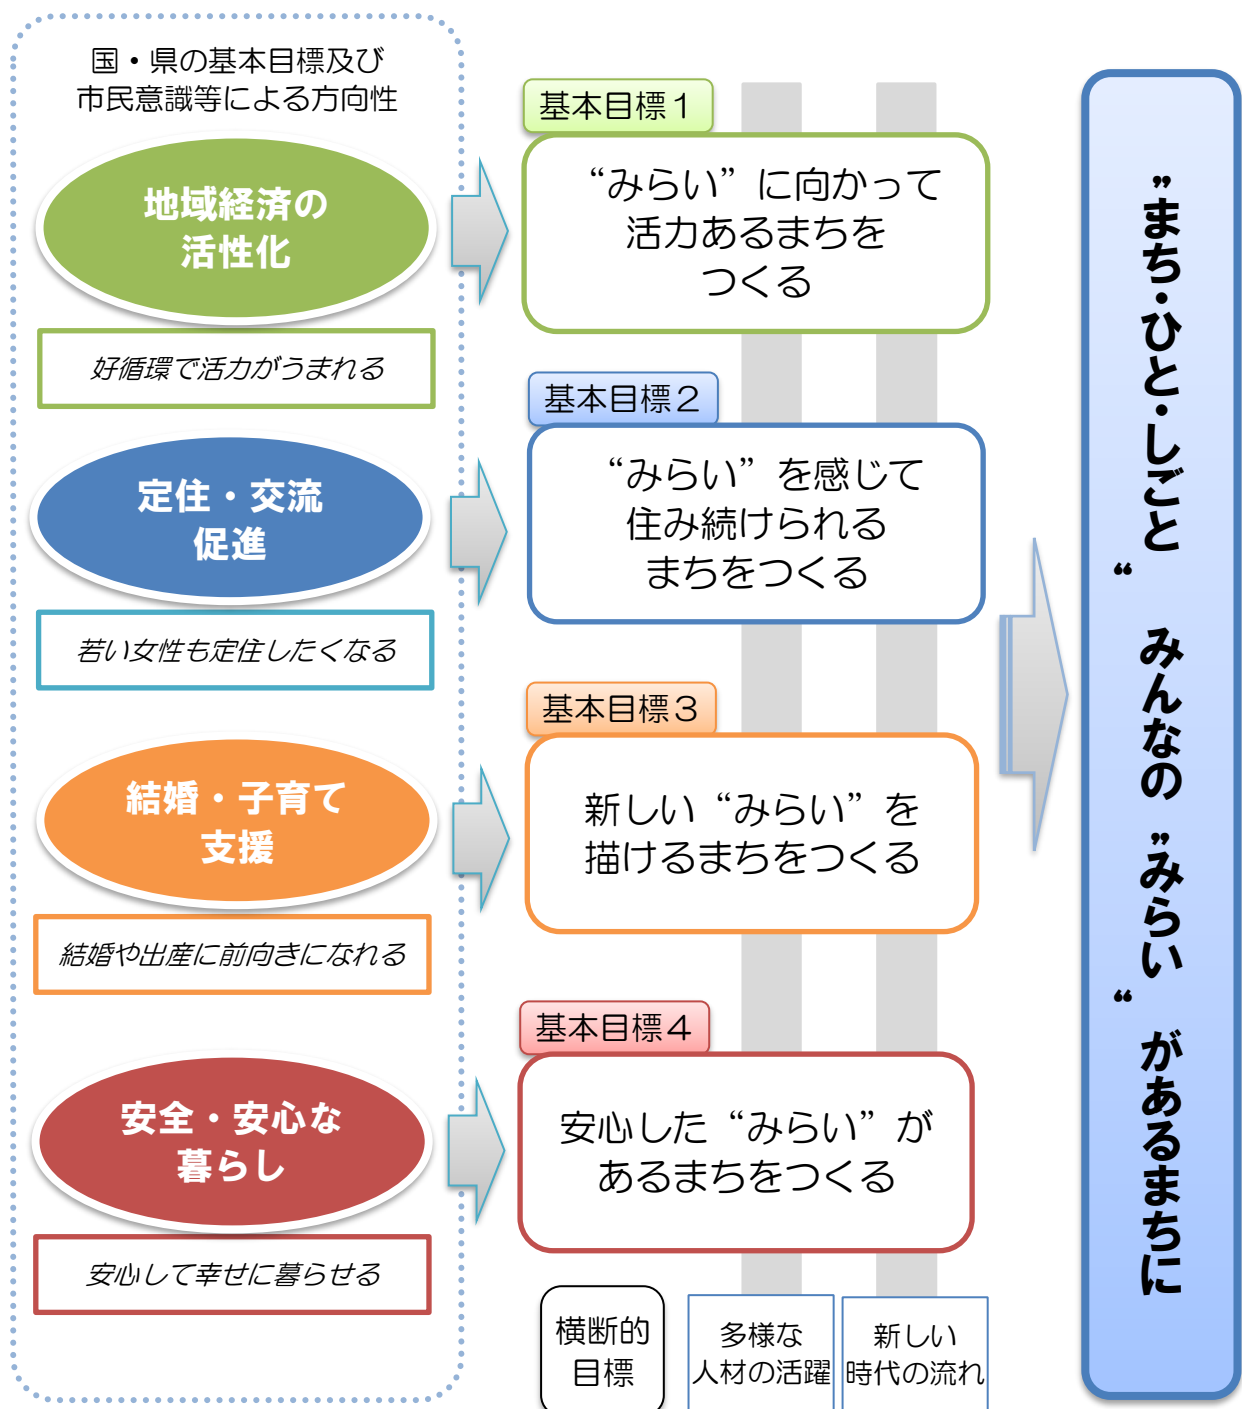 国・県の基本目標及び
市民意識等による方向性
地域経済の
活性化
好循環で活力がうまれる
定住・交流
促進
若い女性も定住したくなる
結婚・子育て
支援
結婚や出産に前向きになれる
安全・安心な
暮らし
安心して幸せに暮らせる
基本目標１
“みらい”に向かって
活力あるまちを
つくる
基本目標２
“みらい”を感じて
住み続けられる
まちをつくる
基本目標３
新しい“みらい”を
描けるまちをつくる
基本目標４
安心した“みらい”が
あるまちをつくる
横断的
目標
多様な
人材の活躍
新しい
時代の流れ
”まち・ひと・しごと“ みんなの”みらい“があるまちに